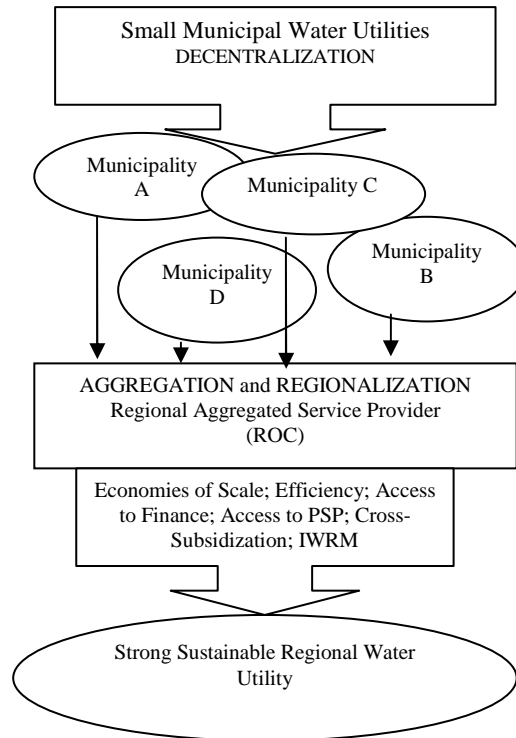 Small Municipal Water Utilities
DECENTRALIZATION
Municipality
A
Municipality C
Municipality
B
Municipality
D
AGGREGATION and REGIONALIZATION
Regional Aggregated Service Provider
(ROC)
Economies of Scale; Efficiency; Access
to Finance; Access to PSP; Cross-
Subsidization; IWRM
Strong Sustainable Regional Water
Utility